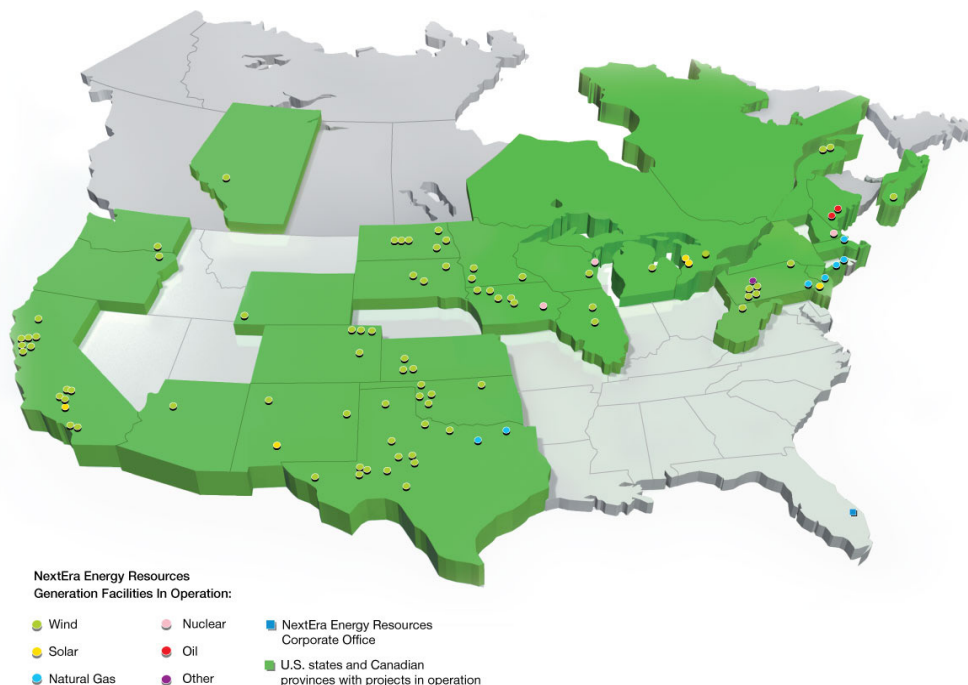 NextEra Energy Resources
Generation Facilities In Operation:
Wind
Solar
Natural Gas
Nuclear
Oil
Other
NextEra Energy Resources
Corporate Office
U.S. states and Canadian
provinces with projects in operation